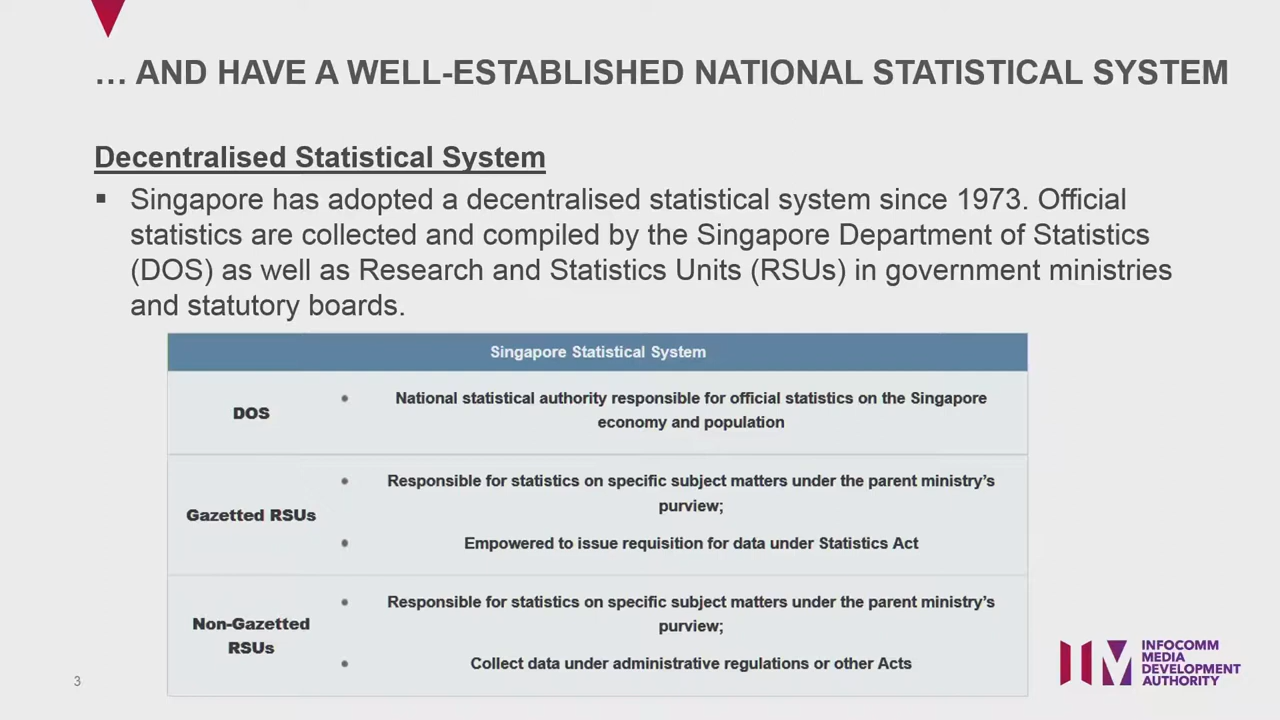 … AND HAVE A WELL-ESTABLISHED NATIONAL STATISTICAL SYSTEM
Decentralised Statistical System
▪ Singapore has adopted a decentralised statistical system since 1973. Official
statistics are collected and compiled by the Singapore Department of Statistics
(DOS) as well as Research and Statistics Units (RSUs) in government ministries
and statutory boards.
Singapore Statistical System
DOS
• National statistical authority responsible for official statistics on the Singapore
economy and population
Gazetted RSUs
• Responsible for statistics on specific subject matters under the parent ministry’s
purview;
• Empowered to issue requisition for data under Statistics Act
Non-Gazetted
RSUs
• Responsible for statistics on specific subject matters under the parent ministry’s
purview;
• Collect data under administrative regulations or other Acts
3
INFOCOMM
MEDIA
DEVELOPMENT
AUTHORITY